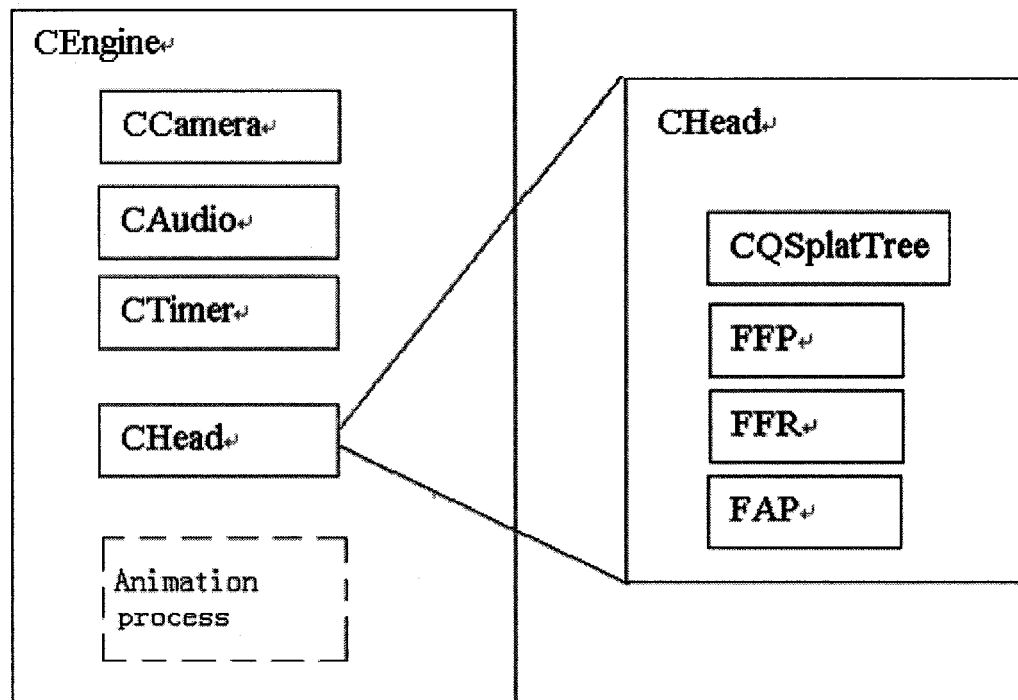 CEngine↵
CCamera↵
CAudio↵
CTimer↵
CHead↵
Animation
process
CHead↵
CQSplatTree
FFP↵
FFR↵
FAP↵